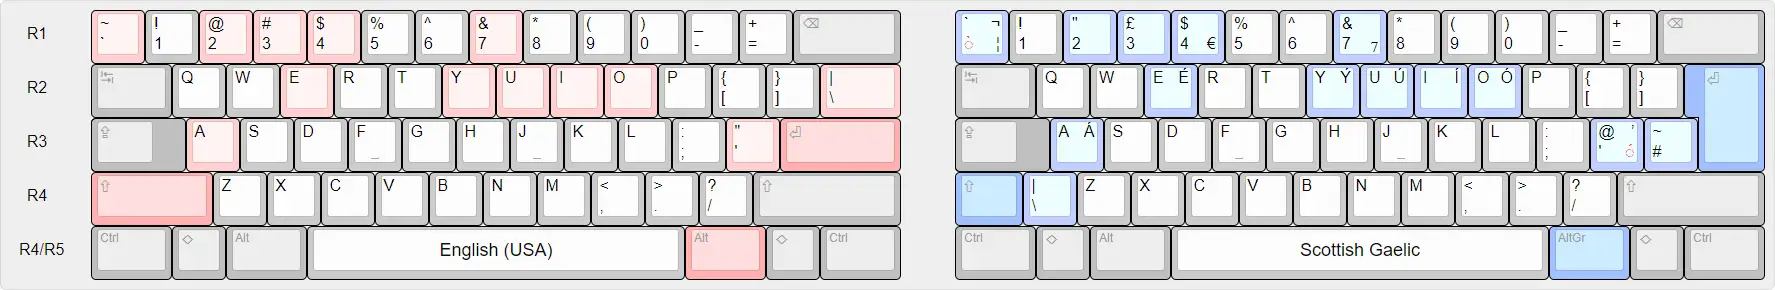 R1 ~ ` ! 1 @ 2 # 3 $ 4 % 5 ^ 6 & 7 * 8 ( 9 ) 0 _ - + = ⌫ ` ¬ ò ¦ ! 1 " 2 £ 3 $ 4 € % 5 ^ 6 & 7 ⁊ * 8 ( 9 ) 0 _ - + = ⌫
R2 ↹ Q W E R T Y U I O P { [ } ] | \ ↹ Q W E É R T Y Ý U Ú I Í O Ó P { [ } ] ⏎
R3 ⇪ A S D F _ G H J _ K L : ; " ' ⏎ ⇪ A Á S D F _ G H J _ K L : ; @ ' ' ó ~ #
R4 ⇧ Z X C V B N M < , > . ? / ⇧ ⇧ | \ Z X C V B N M < , > . ? / ⇧
R4/R5 Ctrl ◇ Alt English (USA) Alt ◇ Ctrl Ctrl ◇ Alt Scottish Gaelic AltGr ◇ Ctrl